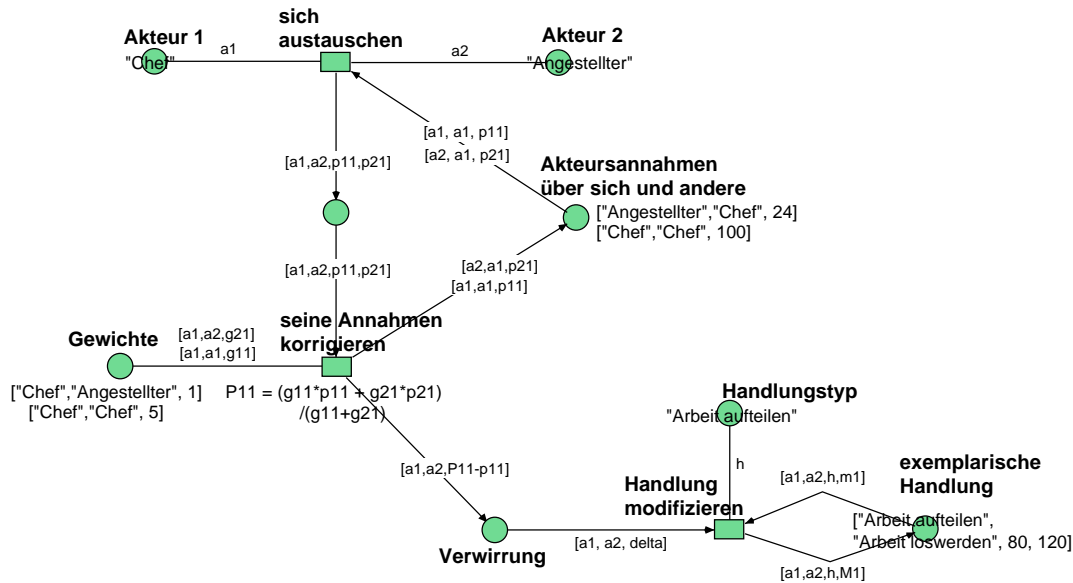 sich
austauschen
Akteur 1
"Chef"
a1
a2
Akteur 2
"Angestellter"
[a1, a1, p11]
[a2, a1, p21]
[a1,a2,p11,p21]
Akteursannahmen
über sich und andere
["Angestellter","Chef", 24]
["Chef","Chef", 100]
[a1,a2,p11,p21]
[a2,a1,p21]
[a1,a1,p11]
seine Annahmen
korrigieren
Gewichte
[a1,a2,g21]
[a1,a1,g11]
["Chef","Angestellter", 1]
["Chef","Chef", 5]
P11 = (g11*p11 + g21*p21)
/(g11+g21)
Handlungstyp
"Arbeit aufteilen"
h
[a1,a2,P11-p11]
Handlung
modifizieren
[a1,a2,h,m1]
exemplarische
Handlung
["Arbeit aufteilen",
"Arbeit loswerden", 80, 120]
Verwirrung
[a1, a2, delta]
[a1,a2,h,M1]